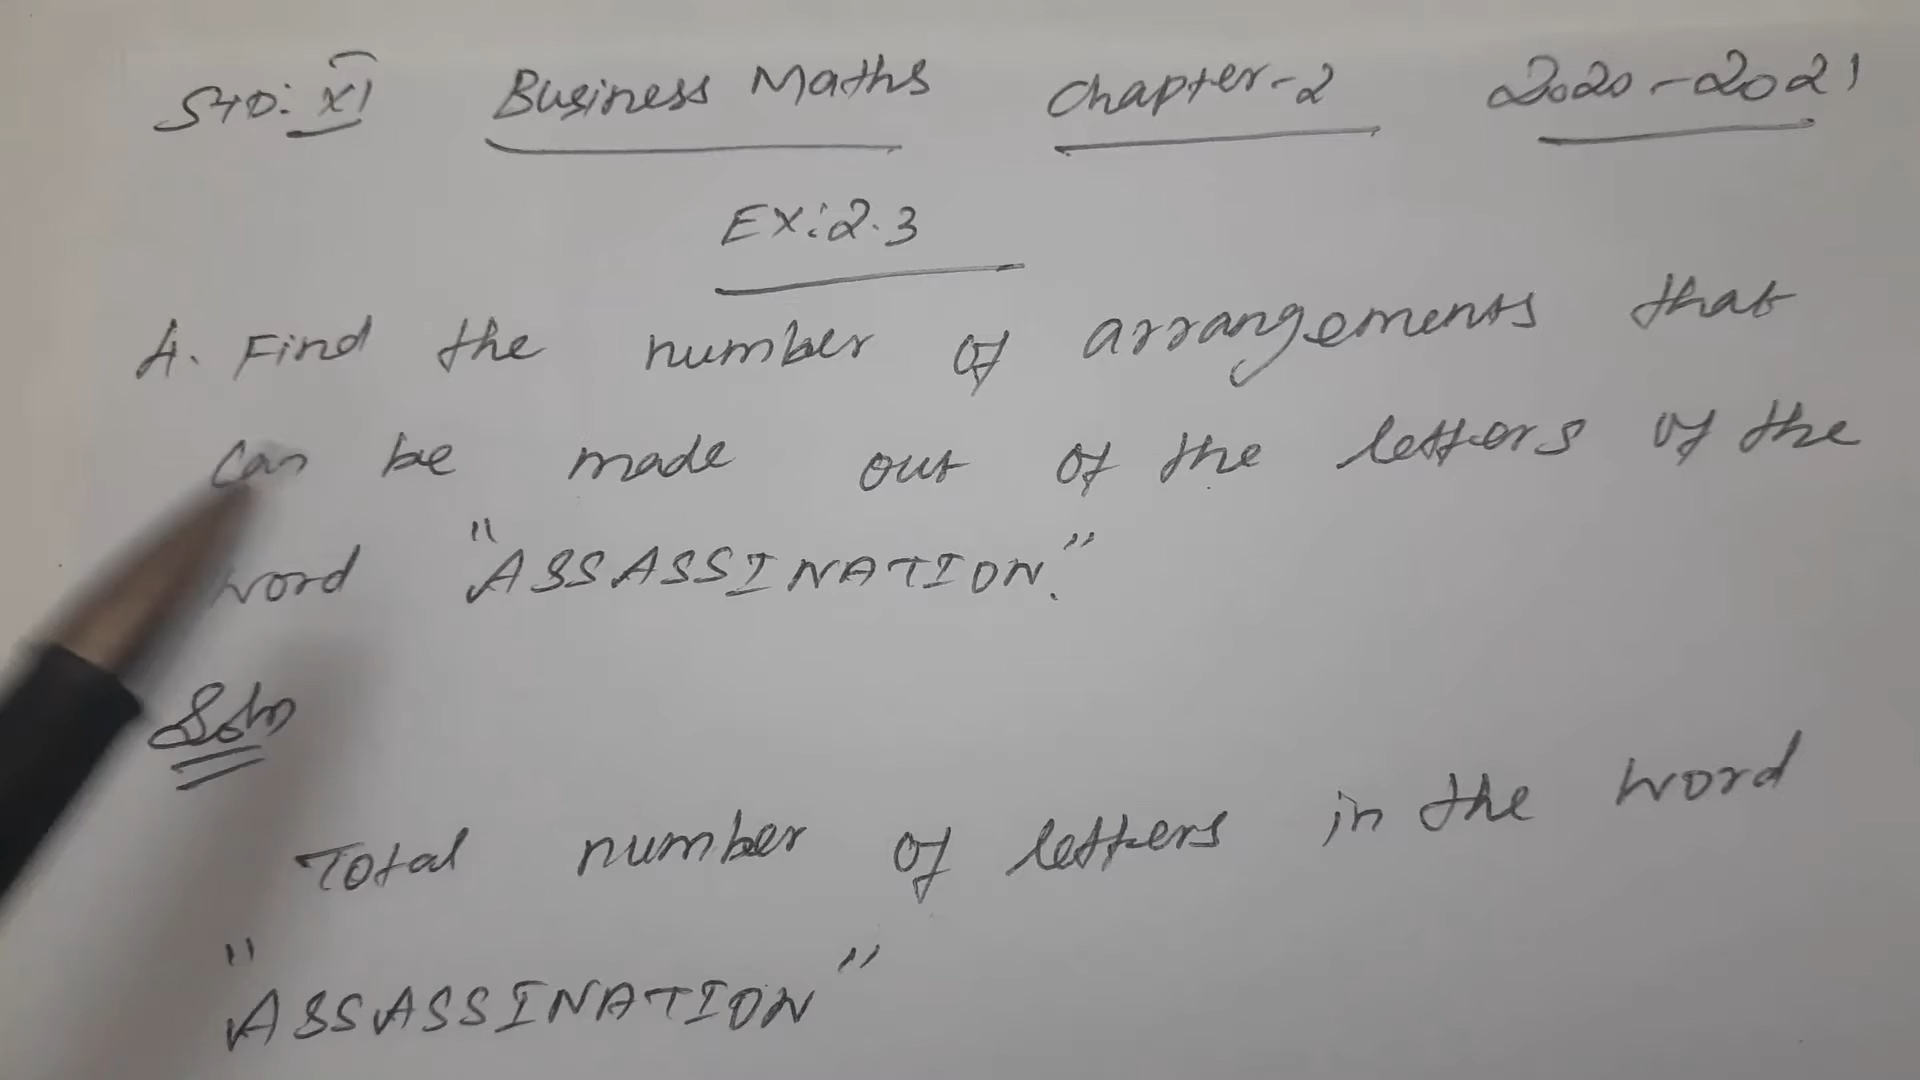 STD: XI Business Maths Chapter-2 2020-2021
EX:2.3
4. Find the number of arrangements that
can be made out of the letters of the
word "ASSASSINATION."
Soln
Total number of letters in the word
"ASSASSINATION"